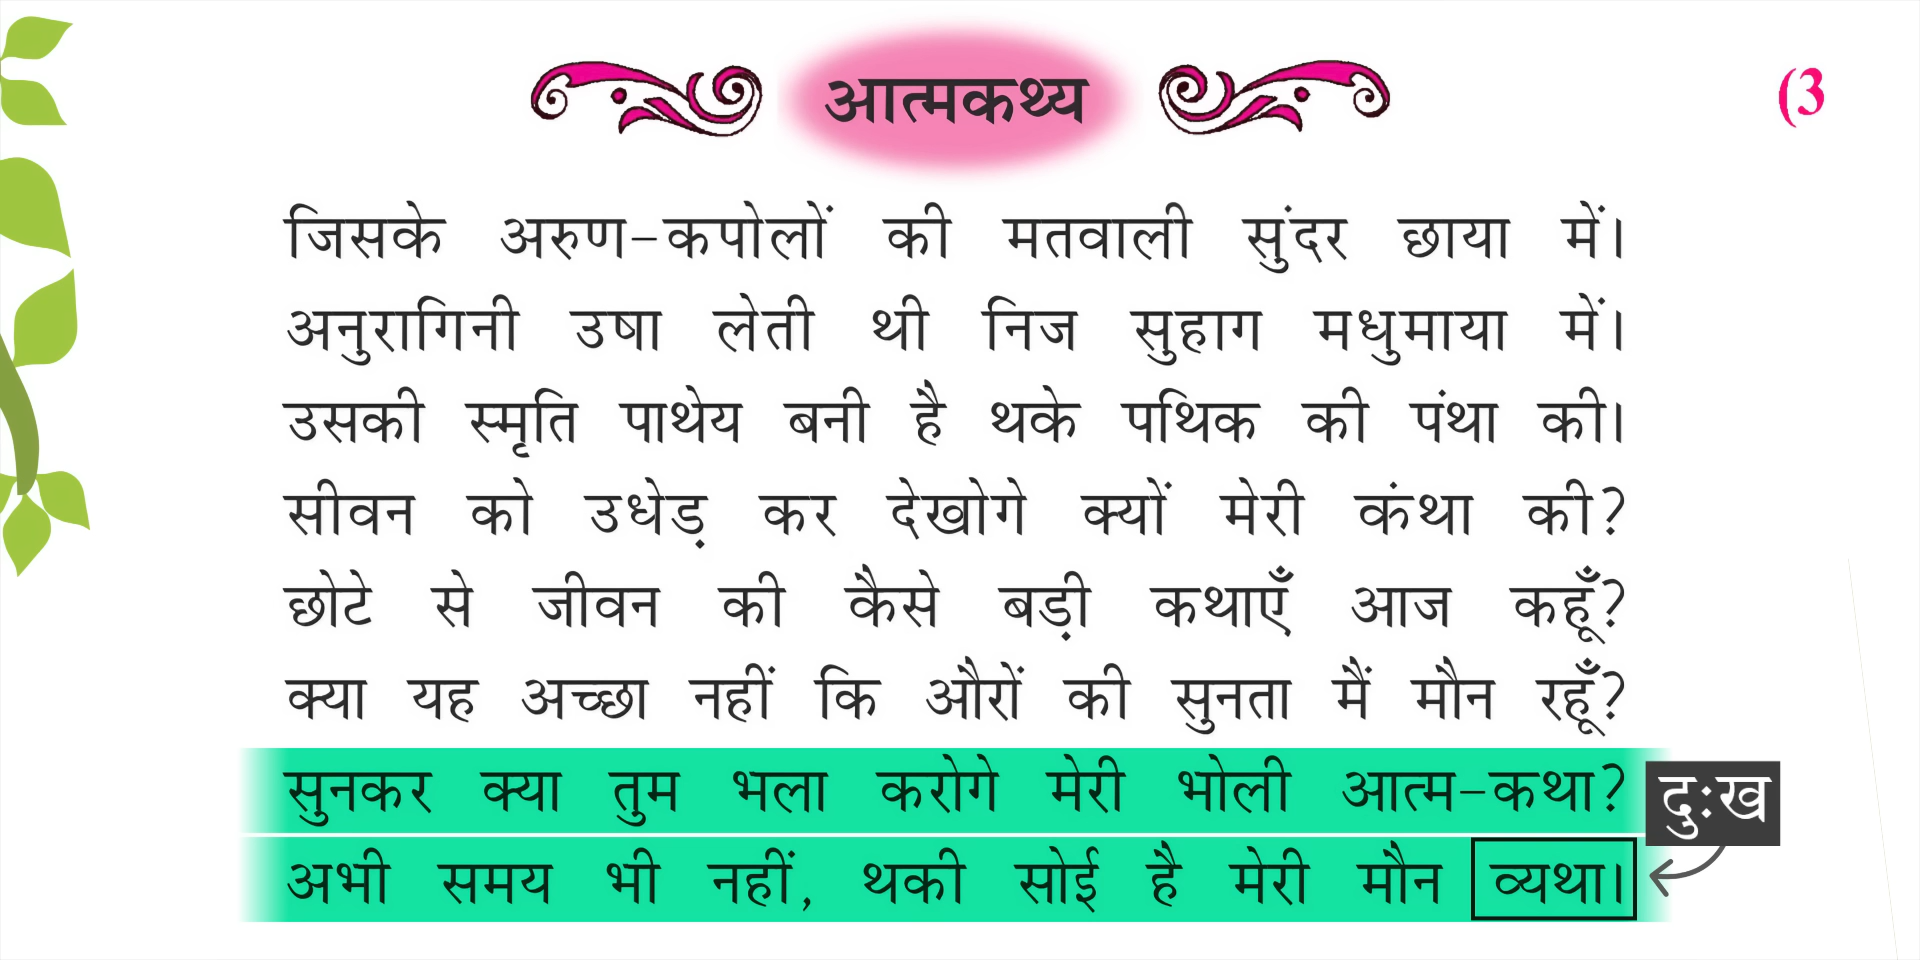 आत्मकथ्य
(3
जिसके अरुण-कपोलों की मतवाली सुंदर छाया में।
अनुरागिनी उषा लेती थी निज सुहाग मधुमाया में।
उसकी स्मृति पाथेय बनी है थके पथिक की पंथा की।
सीवन को उधेड़ कर देखोगे क्यों मेरी कंथा की?
छोटे से जीवन की कैसे बड़ी कथाएँ आज कहूँ?
क्या यह अच्छा नहीं कि औरों की सुनता मैं मौन रहूँ?
सुनकर क्या तुम भला करोगे मेरी भोली आत्म-कथा?
दुःख
अभी समय भी नहीं, थकी सोई है मेरी मौन व्यथा।